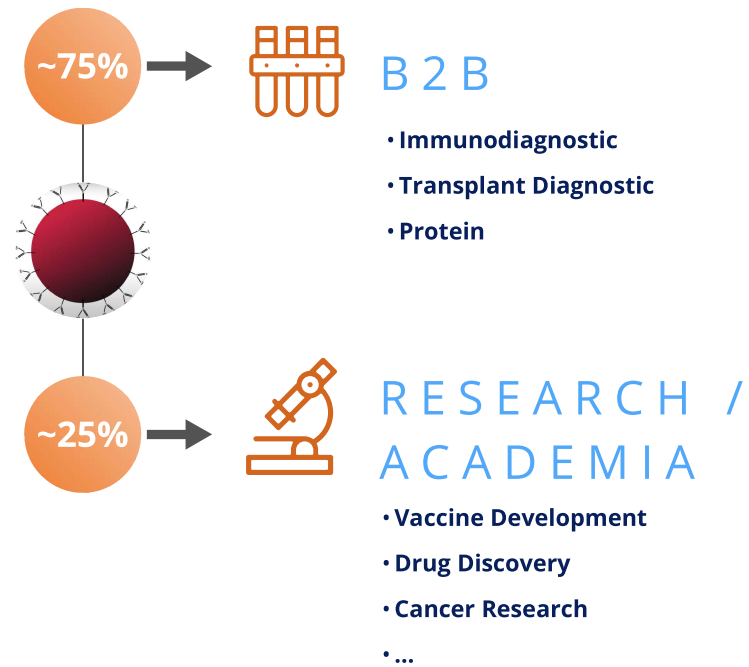 ~75%
B2B
• Immunodiagnostic
• Transplant Diagnostic
• Protein
~25%
RESEARCH /
ACADEMIA
• Vaccine Development
• Drug Discovery
• Cancer Research
• ...